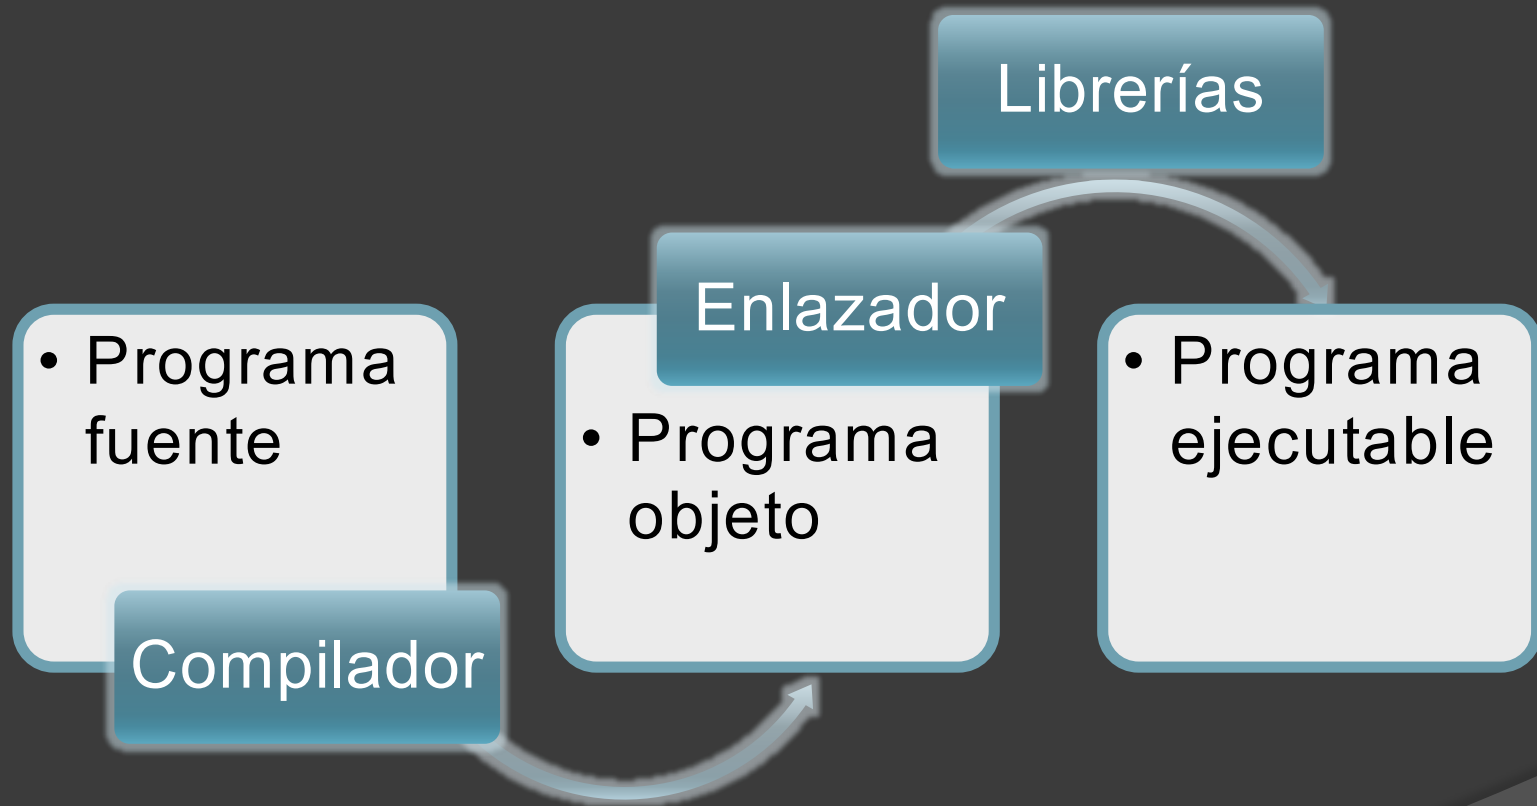 Librerías
Enlazador
• Programa
fuente
Compilador
• Programa
objeto
• Programa
ejecutable